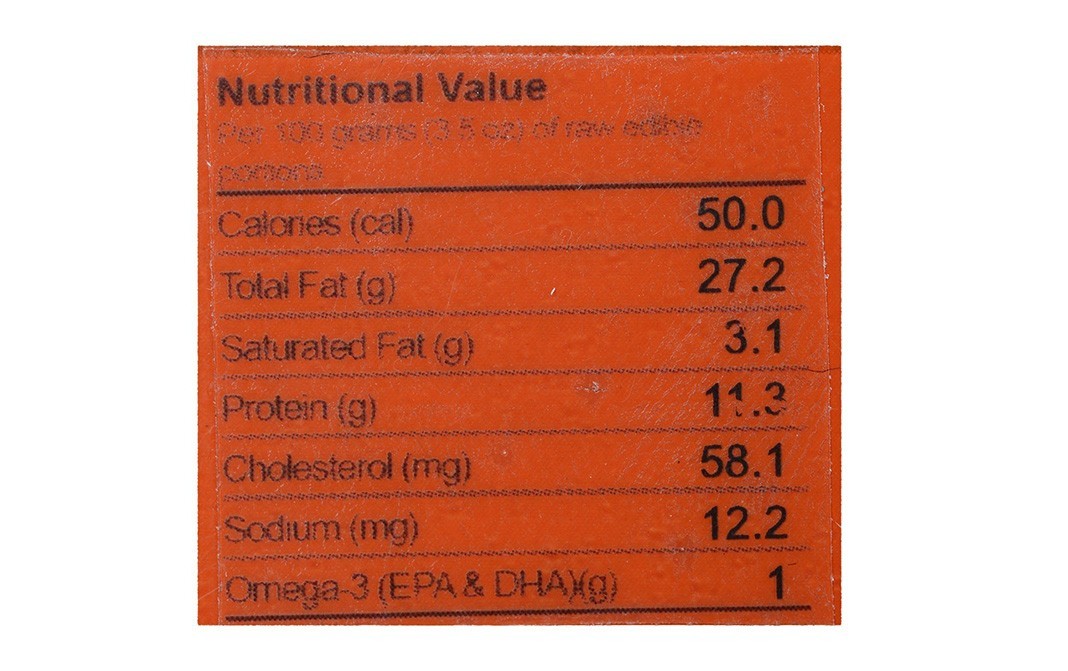 Nutritional Value
Per 100 grams (3.5 oz) of raw edible
portions
Calories (cal) 50.0
Total Fat (g) 27.2
Saturated Fat (g) 3.1
Protein (g) 11.3
Cholesterol (mg) 58.1
Sodium (mg) 12.2
Omega-3 (EPA & DHA)(g) 1